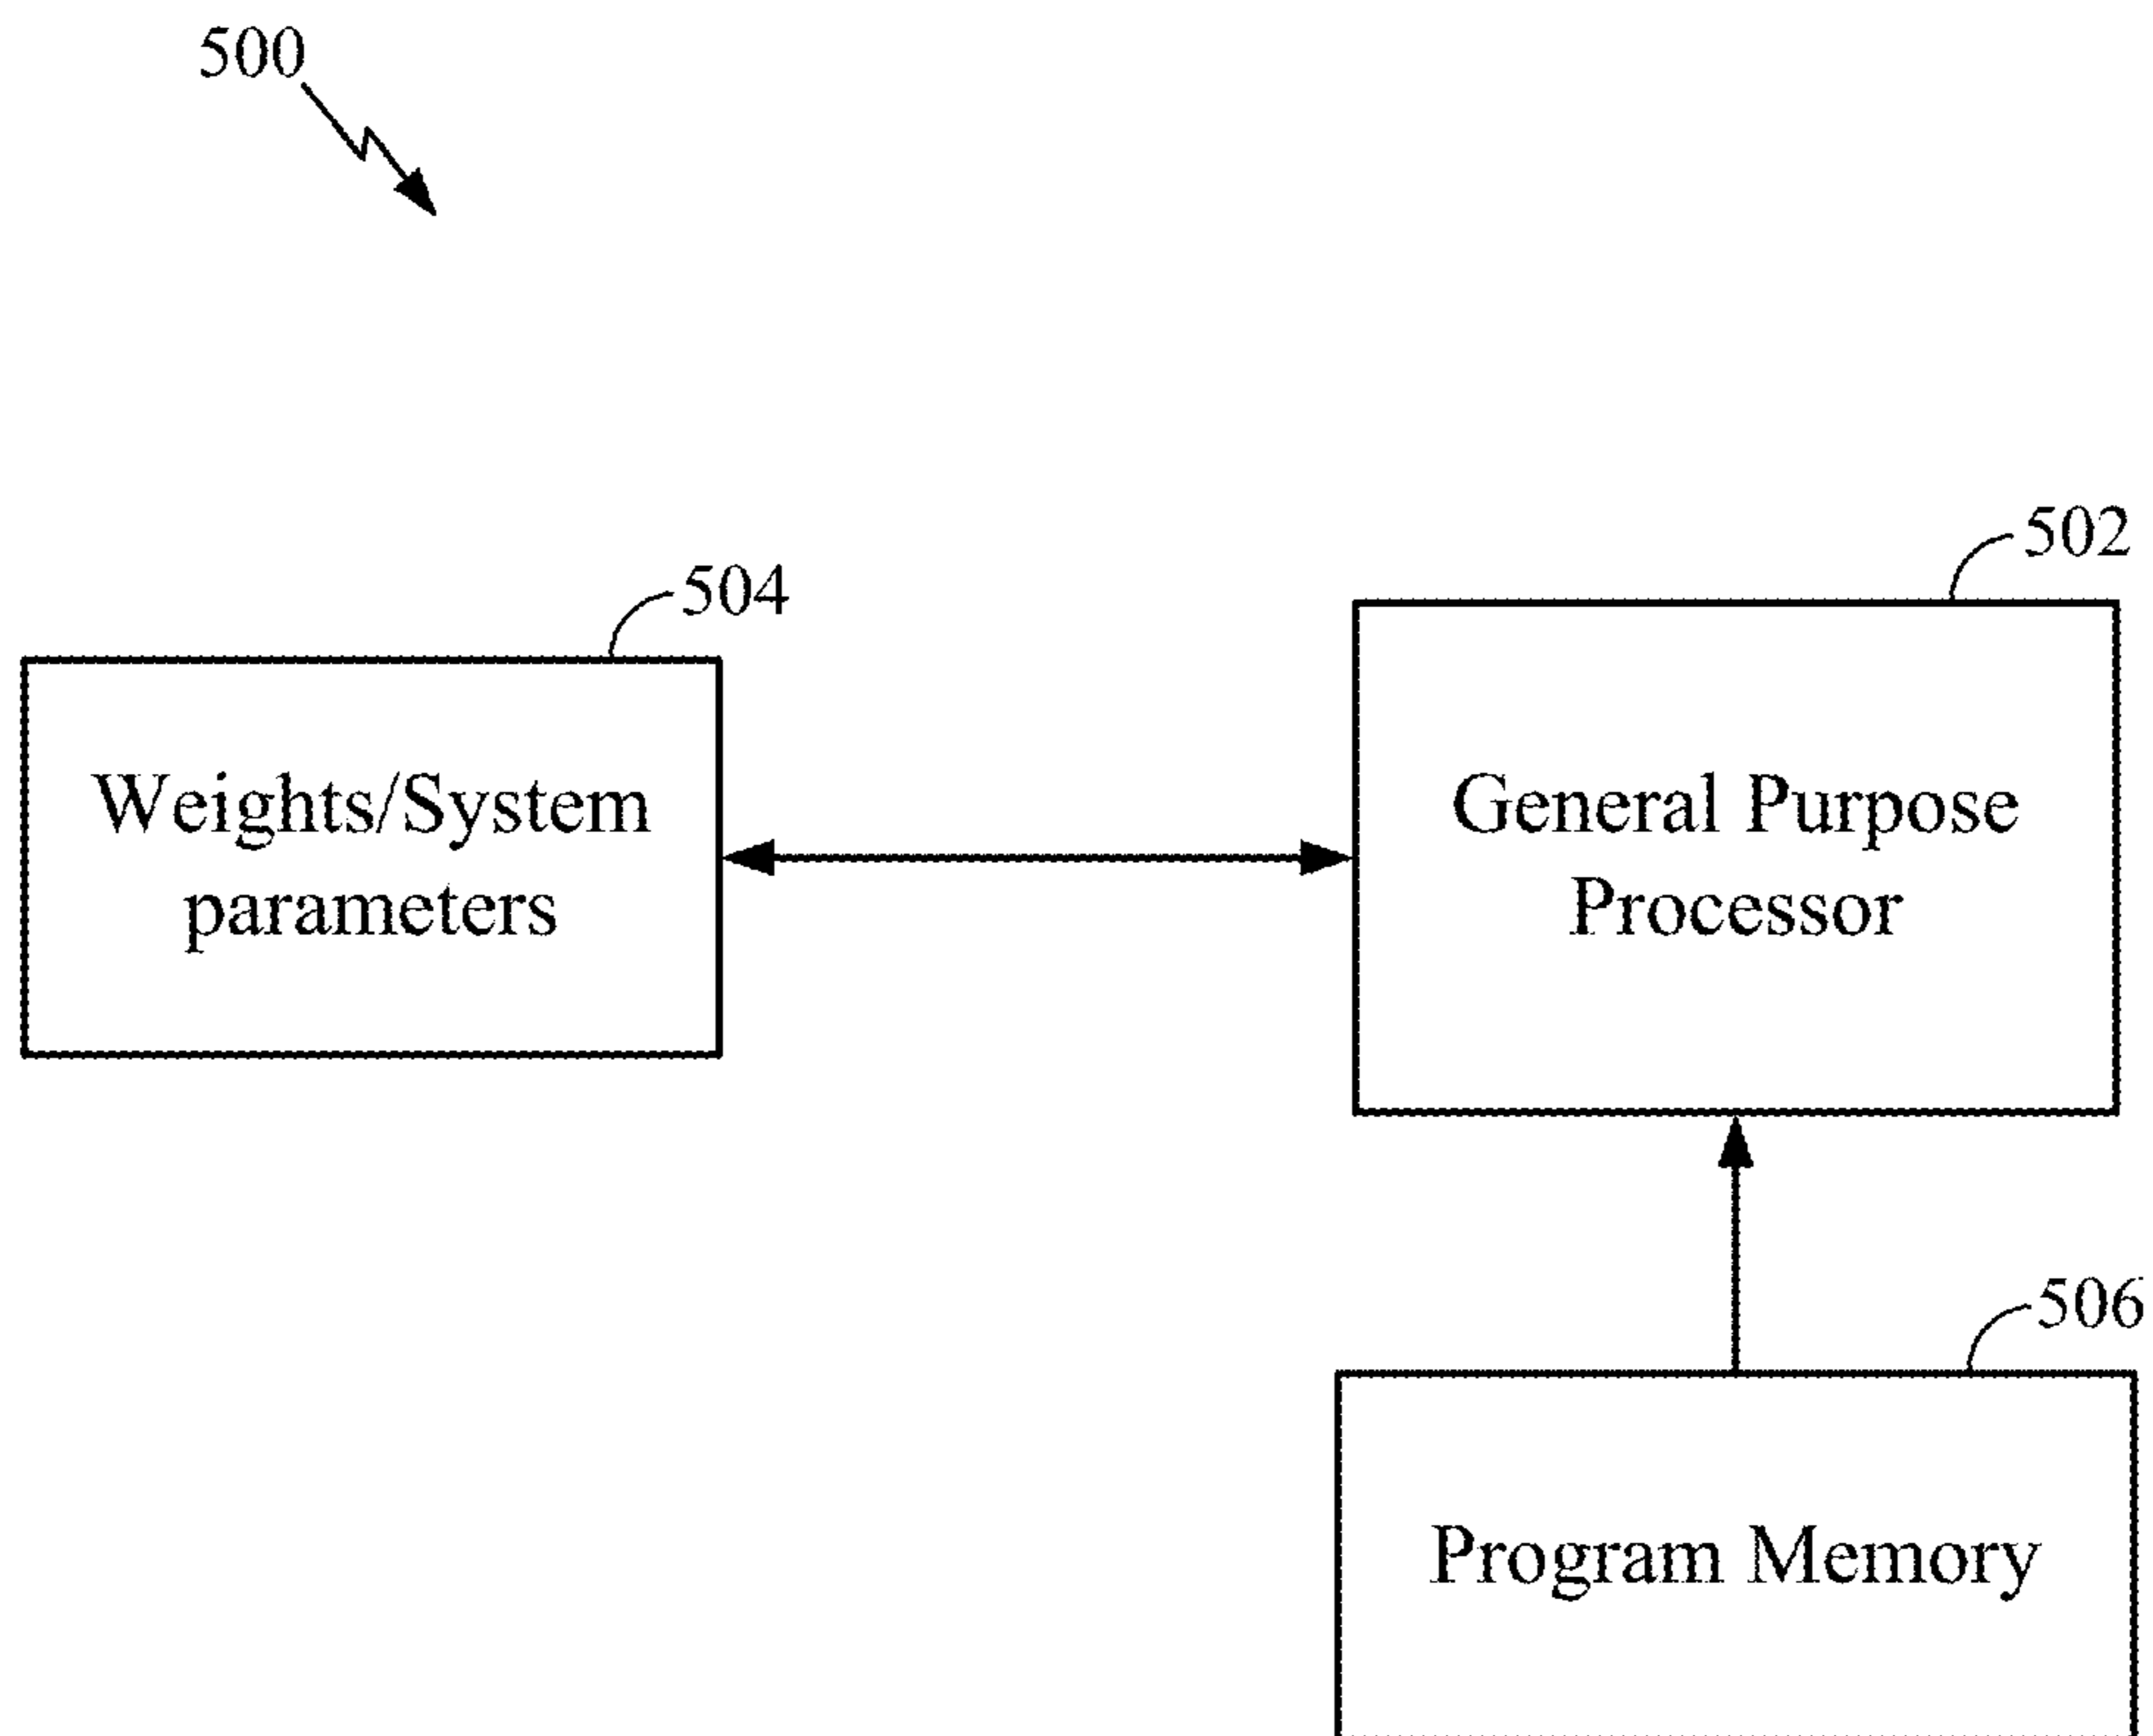 500
502
504
Weights/System
parameters
General Purpose
Processor
506
Program Memory